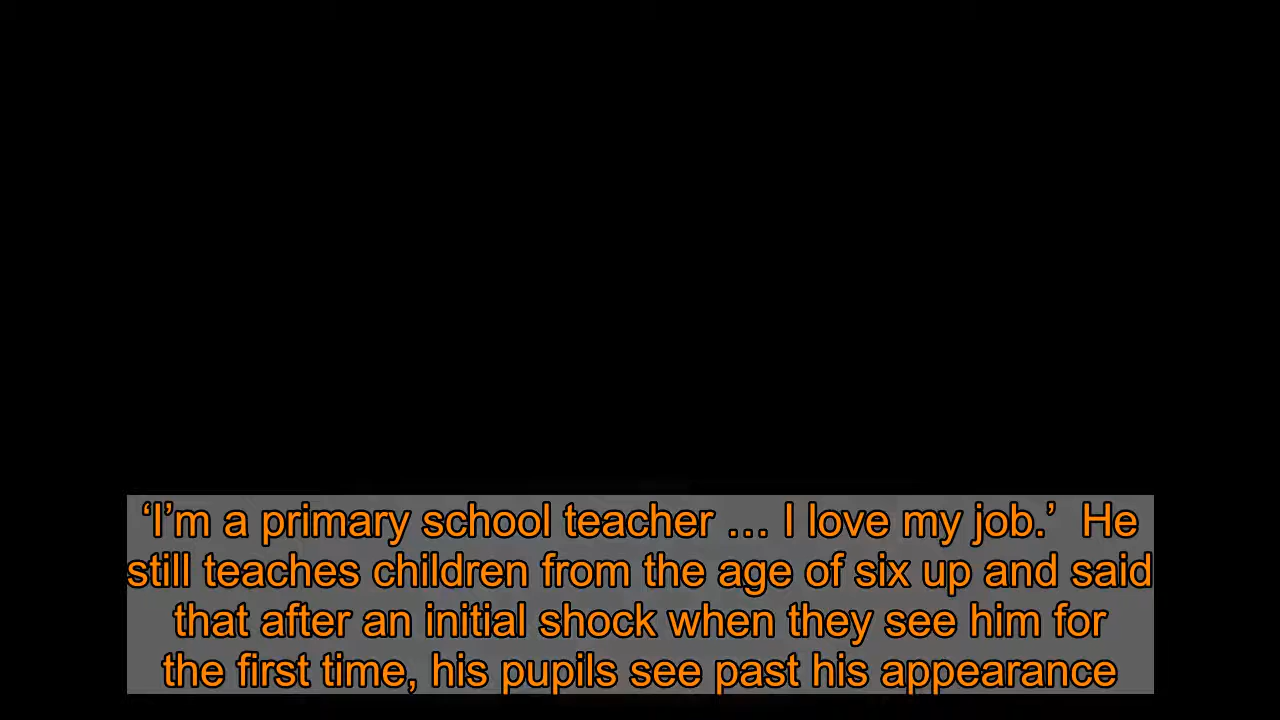 ‘I’m a primary school teacher … I love my job.’  He
still teaches children from the age of six up and said
that after an initial shock when they see him for
the first time, his pupils see past his appearance